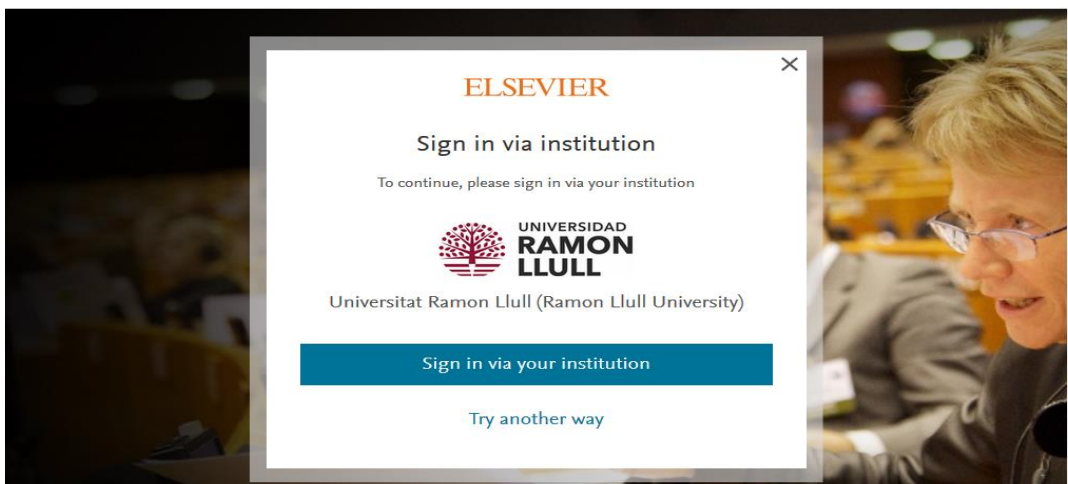 ELSEVIER
Sign in via institution
To continue, please sign in via your institution
UNIVERSIDAD
RAMON
LLULL
Universitat Ramon Llull (Ramon Llull University)
Sign in via your institution
Try another way